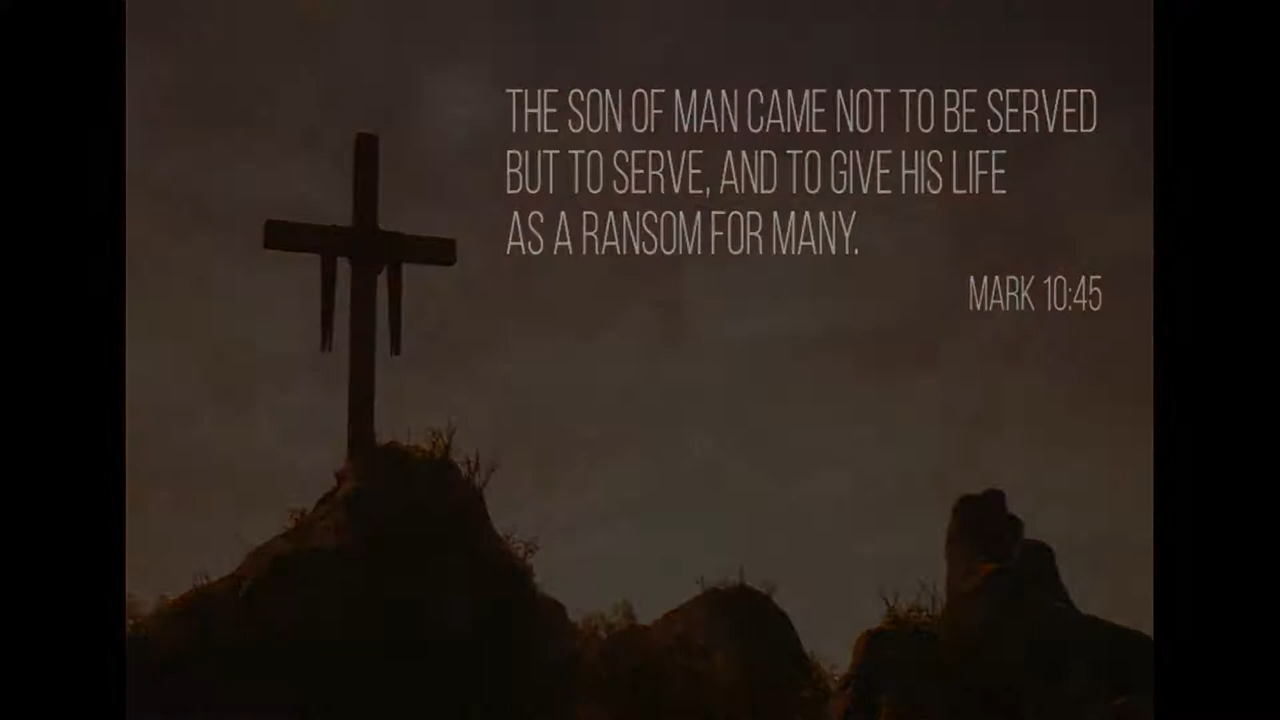 THE SON OF MAN CAME NOT TO BE SERVED
BUT TO SERVE, AND TO GIVE HIS LIFE
AS A RANSOM FOR MANY.
MARK 10:45